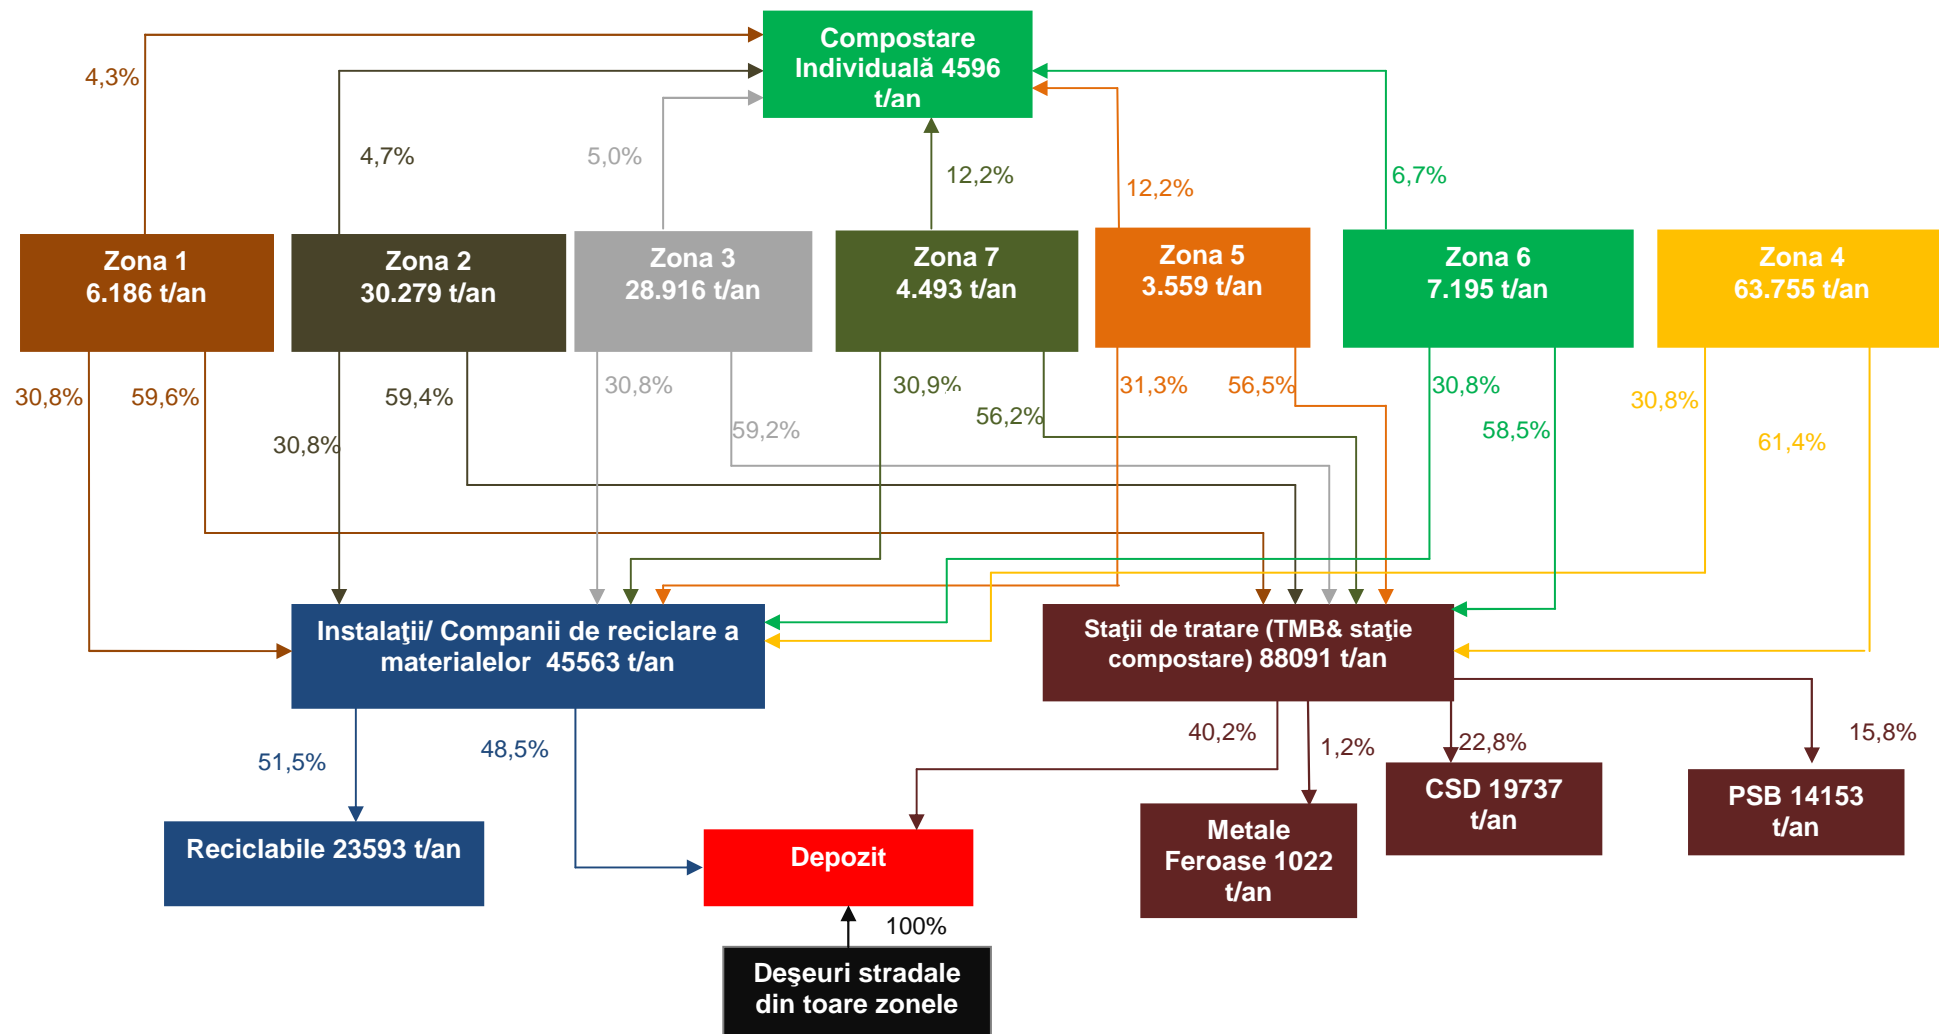 Compostare
Individuală 4596
t/an
4,3%
4,7%
5,0%
12,2%
12,2%
6,7%
Zona 1
6.186 t/an
Zona 2
30.279 t/an
Zona 3
28.916 t/an
Zona 7
4.493 t/an
Zona 5
3.559 t/an
Zona 6
7.195 t/an
Zona 4
63.755 t/an
30,8%
59,6%
30,8%
59,4%
30,8%
59,2%
30,9%
56,2%
31,3%
56,5%
30,8%
58,5%
30,8%
61,4%
Instalaţii/ Companii de reciclare a
materialelor 45563 t/an
Staţii de tratare (TMB& staţie
compostare) 88091 t/an
51,5%
48,5%
40,2%
1,2%
22,8%
15,8%
Reciclabile 23593 t/an
Depozit
Metale
Feroase 1022
t/an
CSD 19737
t/an
PSB 14153
t/an
100%
Deşeuri stradale
din toare zonele